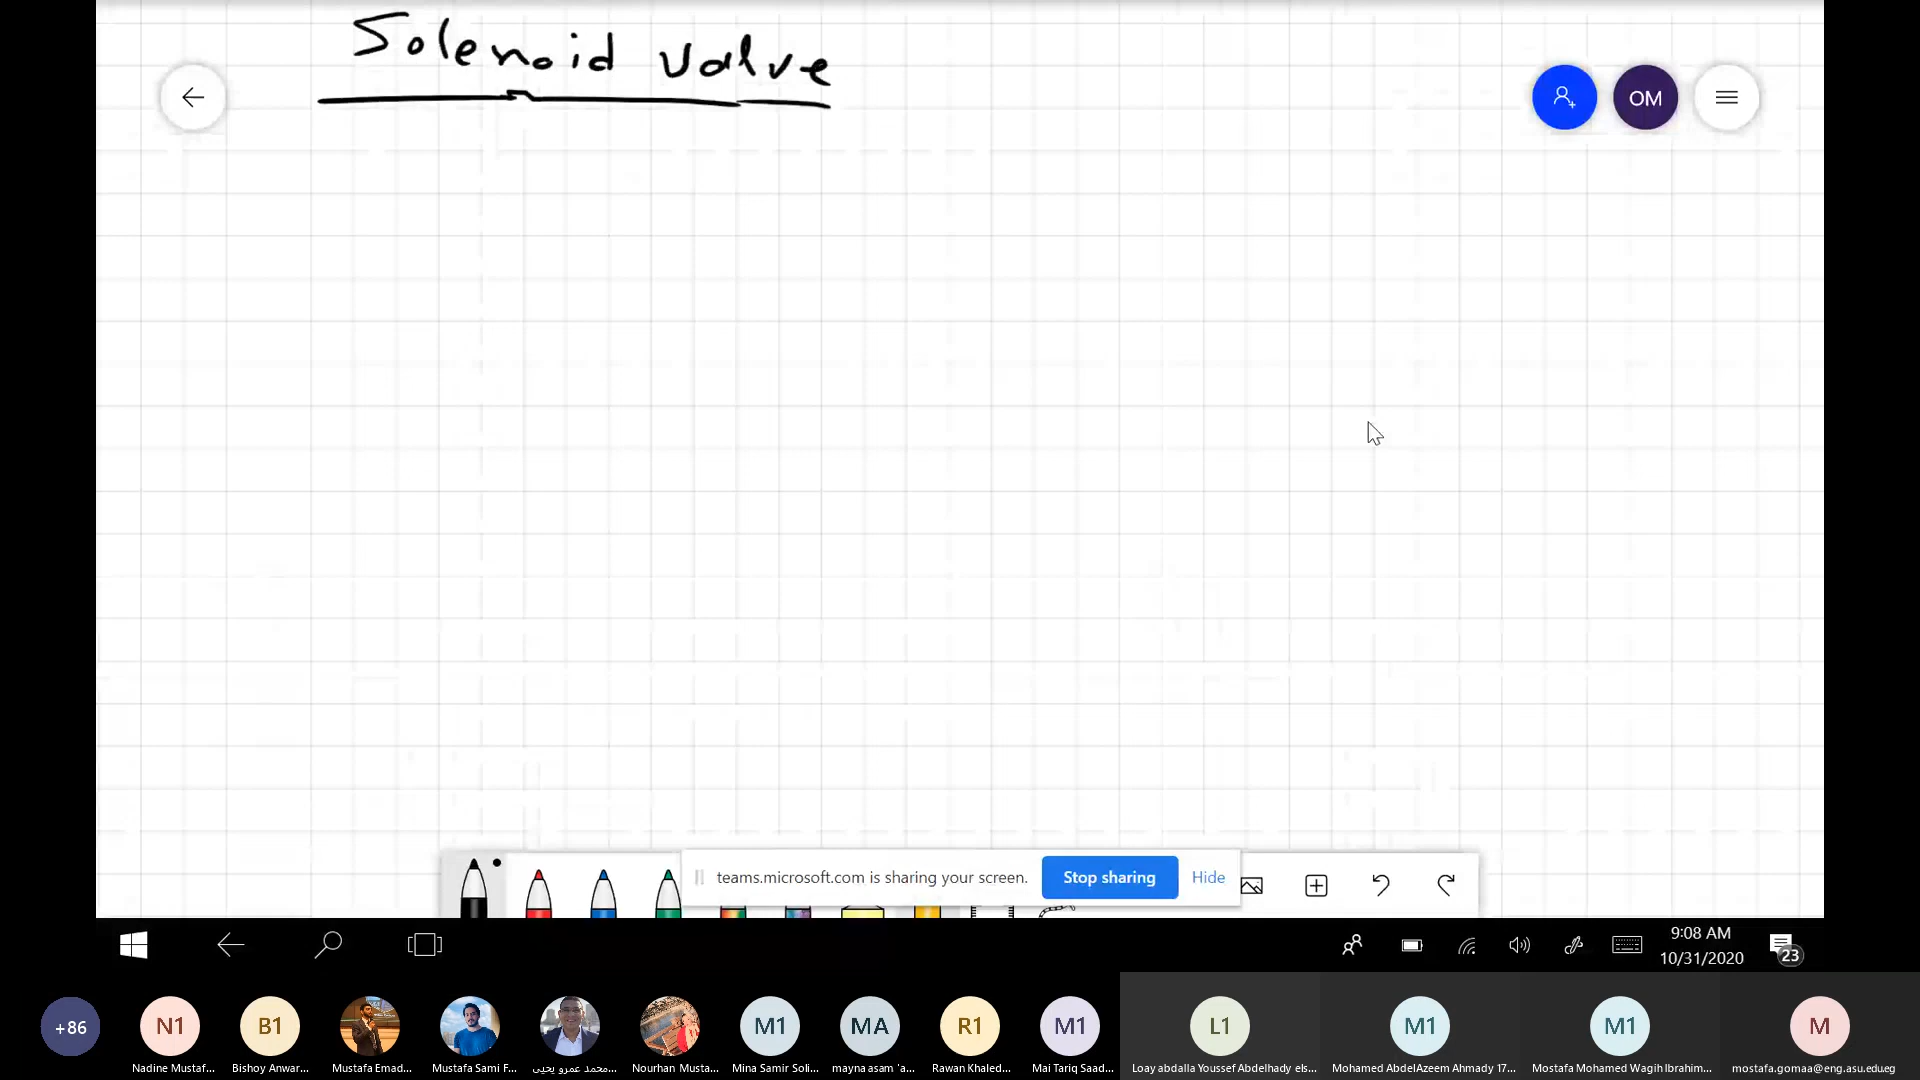 Solenoid valve
OM
teams.microsoft.com is sharing your screen.
Stop sharing
Hide
9:08 AM
10/31/2020
23
+86
N1
B1
M1
MA
R1
M1
L1
M1
M1
M
Nadine Mustaf...
Bishoy Anwar...
Mustafa Emad...
Mustafa Sami F...
محمد عمرو يحيى...
Nourhan Musta...
Mina Samir Soli...
mayna asam 'a...
Rawan Khaled...
Mai Tariq Saad...
Loay abdalla Youssef Abdelhady els...
Mohamed AbdelAzeem Ahmady 17...
Mostafa Mohamed Wagih Ibrahim...
mostafa.gomaa@eng.asu.edu.eg